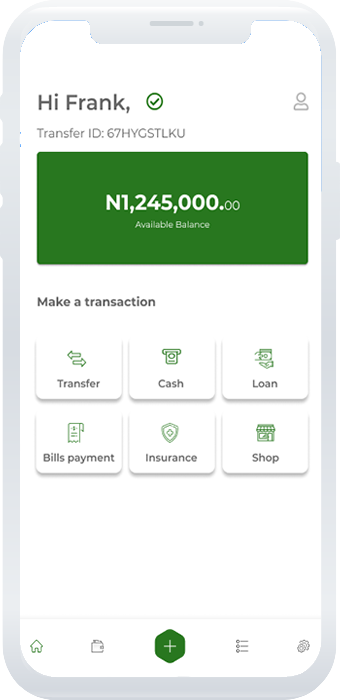 Hi Frank,
Transfer ID: 67HYGSTLKU
N1,245,000.00
Available Balance
Make a transaction
Transfer
Cash
Loan
Bills payment
Insurance
Shop